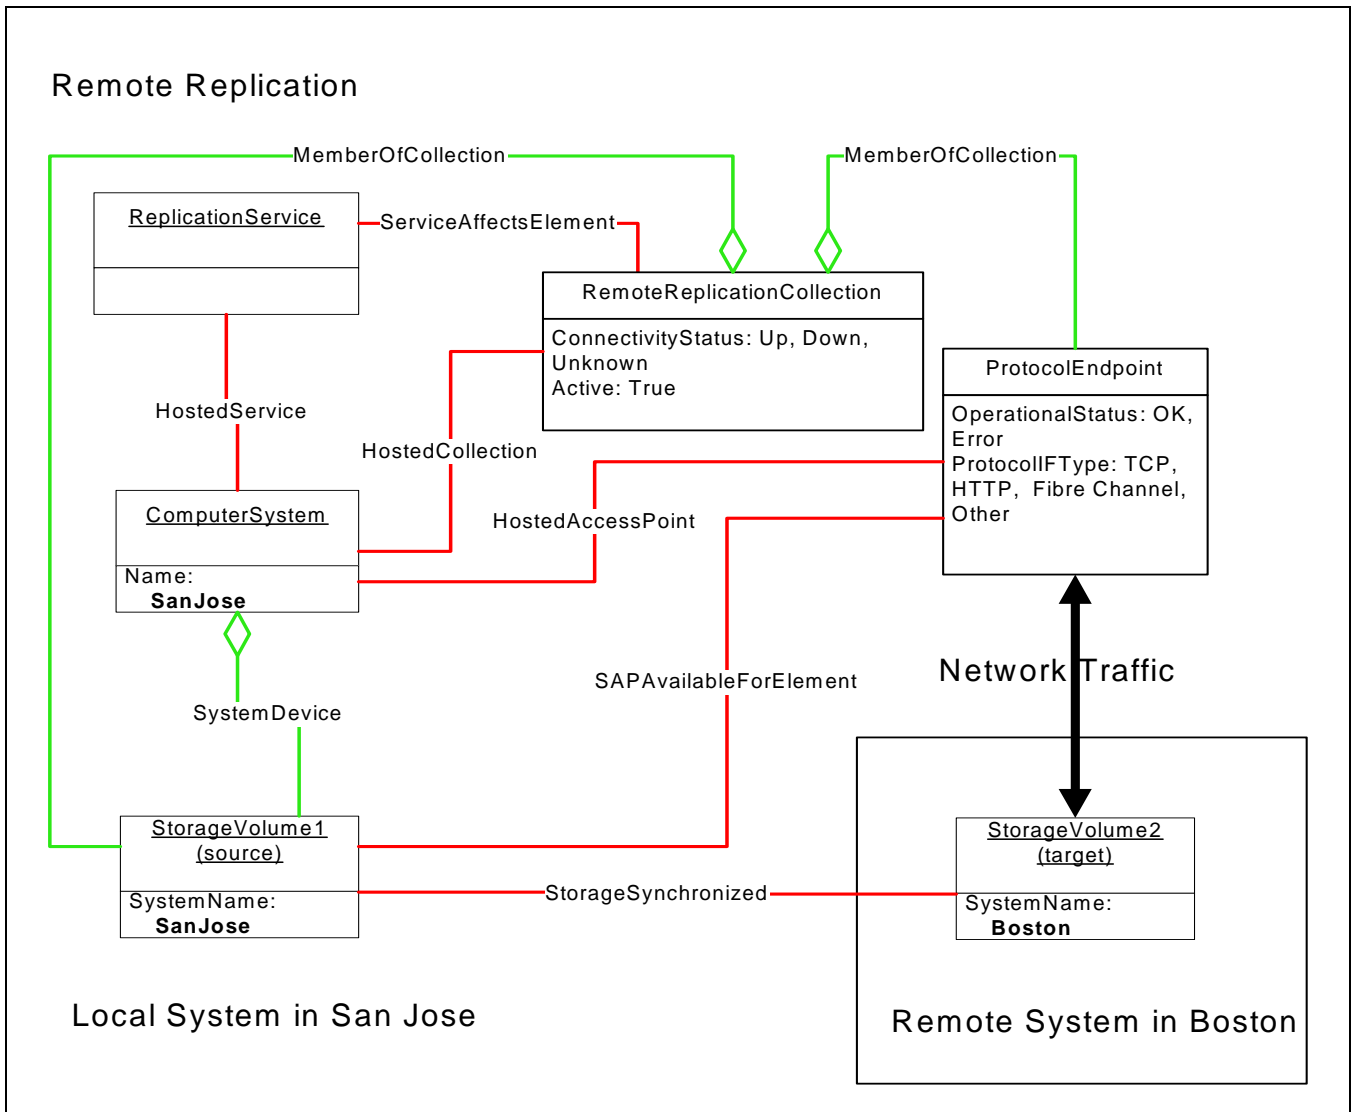 Remote Replication
MemberOfCollection
MemberOfCollection
ReplicationService
ServiceAffectsElement
RemoteReplicationCollection
ConnectivityStatus: Up, Down,
Unknown
Active: True
ProtocolEndpoint
OperationalStatus: OK,
Error
ProtocolIFType: TCP,
HTTP, Fibre Channel,
Other
HostedService
HostedCollection
ComputerSystem
Name:
SanJose
HostedAccessPoint
SAPAvailableForElement
Network Traffic
SystemDevice
StorageVolume1
(source)
SystemName:
SanJose
StorageSynchronized
StorageVolume2
(target)
SystemName:
Boston
Local System in San Jose
Remote System in Boston